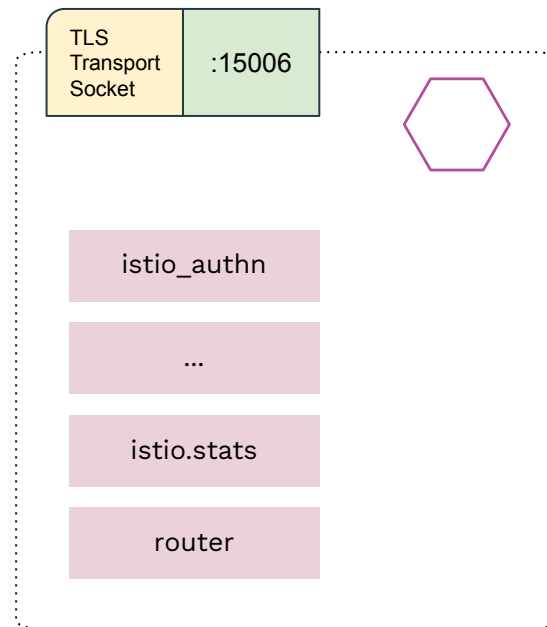 TLS
Transport
Socket
:15006
istio_authn
...
istio.stats
router